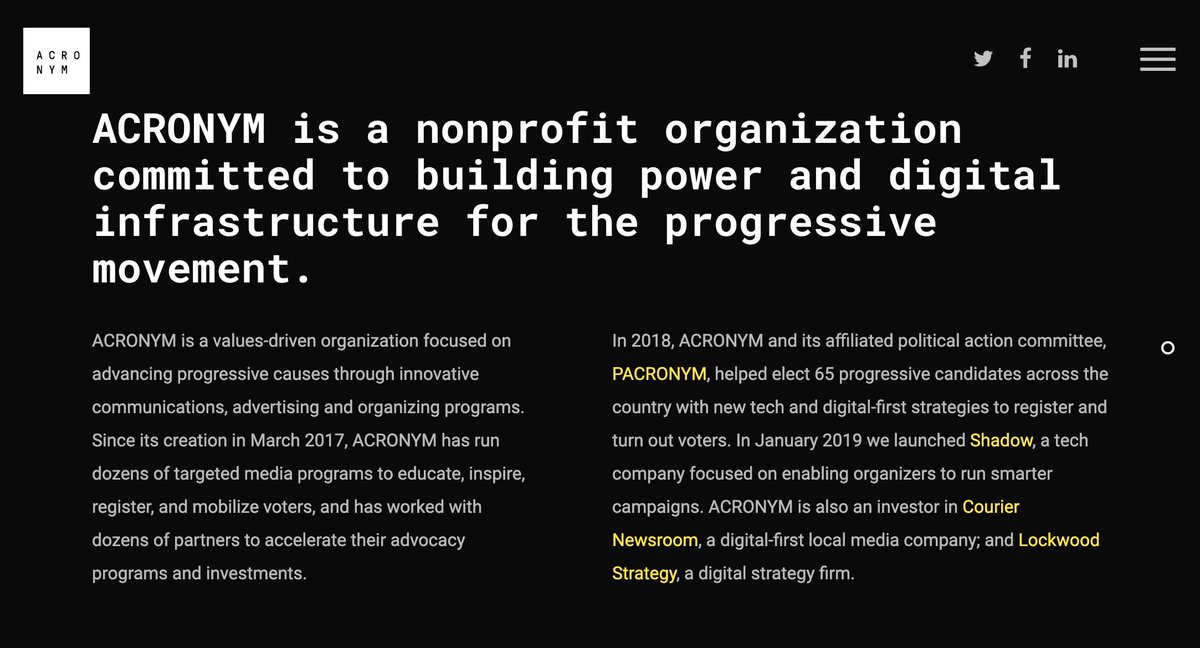 ACRO
NYM
ACRONYM is a nonprofit organization
committed to building power and digital
infrastructure for the progressive
movement.
ACRONYM is a values-driven organization focused on
advancing progressive causes through innovative
communications, advertising and organizing programs.
Since its creation in March 2017, ACRONYM has run
dozens of targeted media programs to educate, inspire,
register, and mobilize voters, and has worked with
dozens of partners to accelerate their advocacy
programs and investments.
In 2018, ACRONYM and its affiliated political action committee,
PACRONYM, helped elect 65 progressive candidates across the
country with new tech and digital-first strategies to register and
turn out voters. In January 2019 we launched Shadow, a tech
company focused on enabling organizers to run smarter
campaigns. ACRONYM is also an investor in Courier
Newsroom, a digital-first local media company; and Lockwood
Strategy, a digital strategy firm.